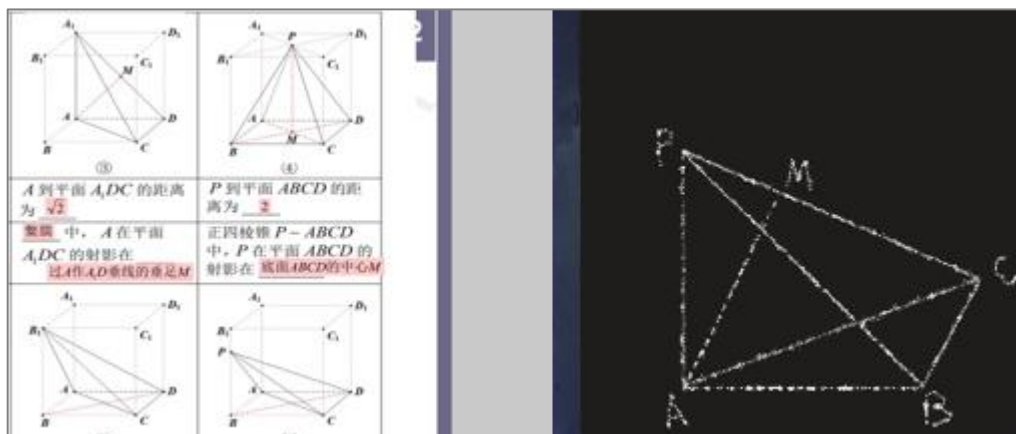 A₁
D₁
B₁
C₁
M
A
D
B
C
③
A₁
D₁
B₁
P
C₁
A
D
M
B
C
④
A 到平面 A₁DC 的距离
为 √2
P 到平面 ABCD 的距
离为 2
鳖臑 中，A 在平面
A₁DC 的射影在
过A作A₁D垂线的垂足M
正四棱锥 P－ABCD
中，P 在平面 ABCD 的
射影在 底面ABCD的中心M
A₁
D₁
B₁
C₁
A
D
B
C
A₁
D₁
B₁
P
C₁
A
D
B
C
2
P
M
C
A
B